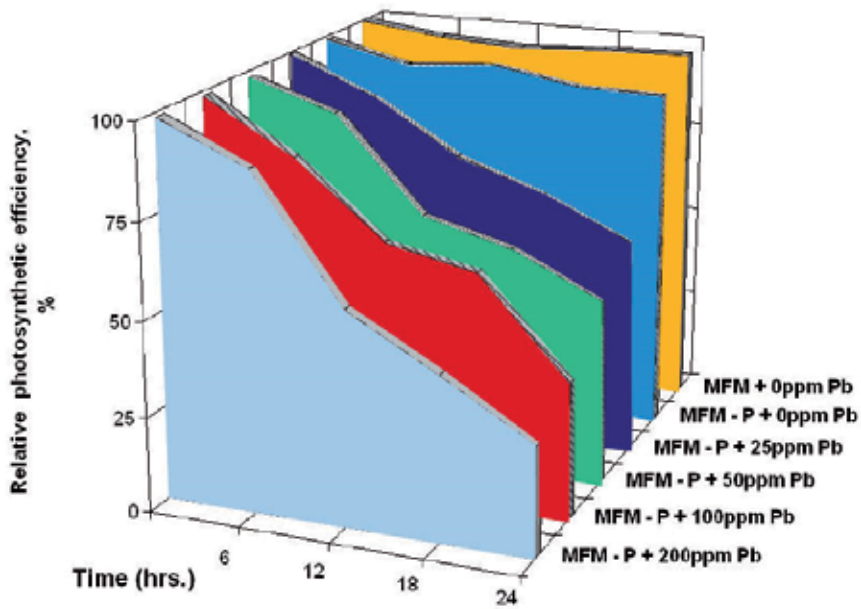 Relative photosynthetic efficiency,
%
100
75
50
25
0
Time (hrs.)
6
12
18
24
MFM + 0ppm Pb
MFM - P + 0ppm Pb
MFM - P + 25ppm Pb
MFM - P + 50ppm Pb
MFM - P + 100ppm Pb
MFM - P + 200ppm Pb